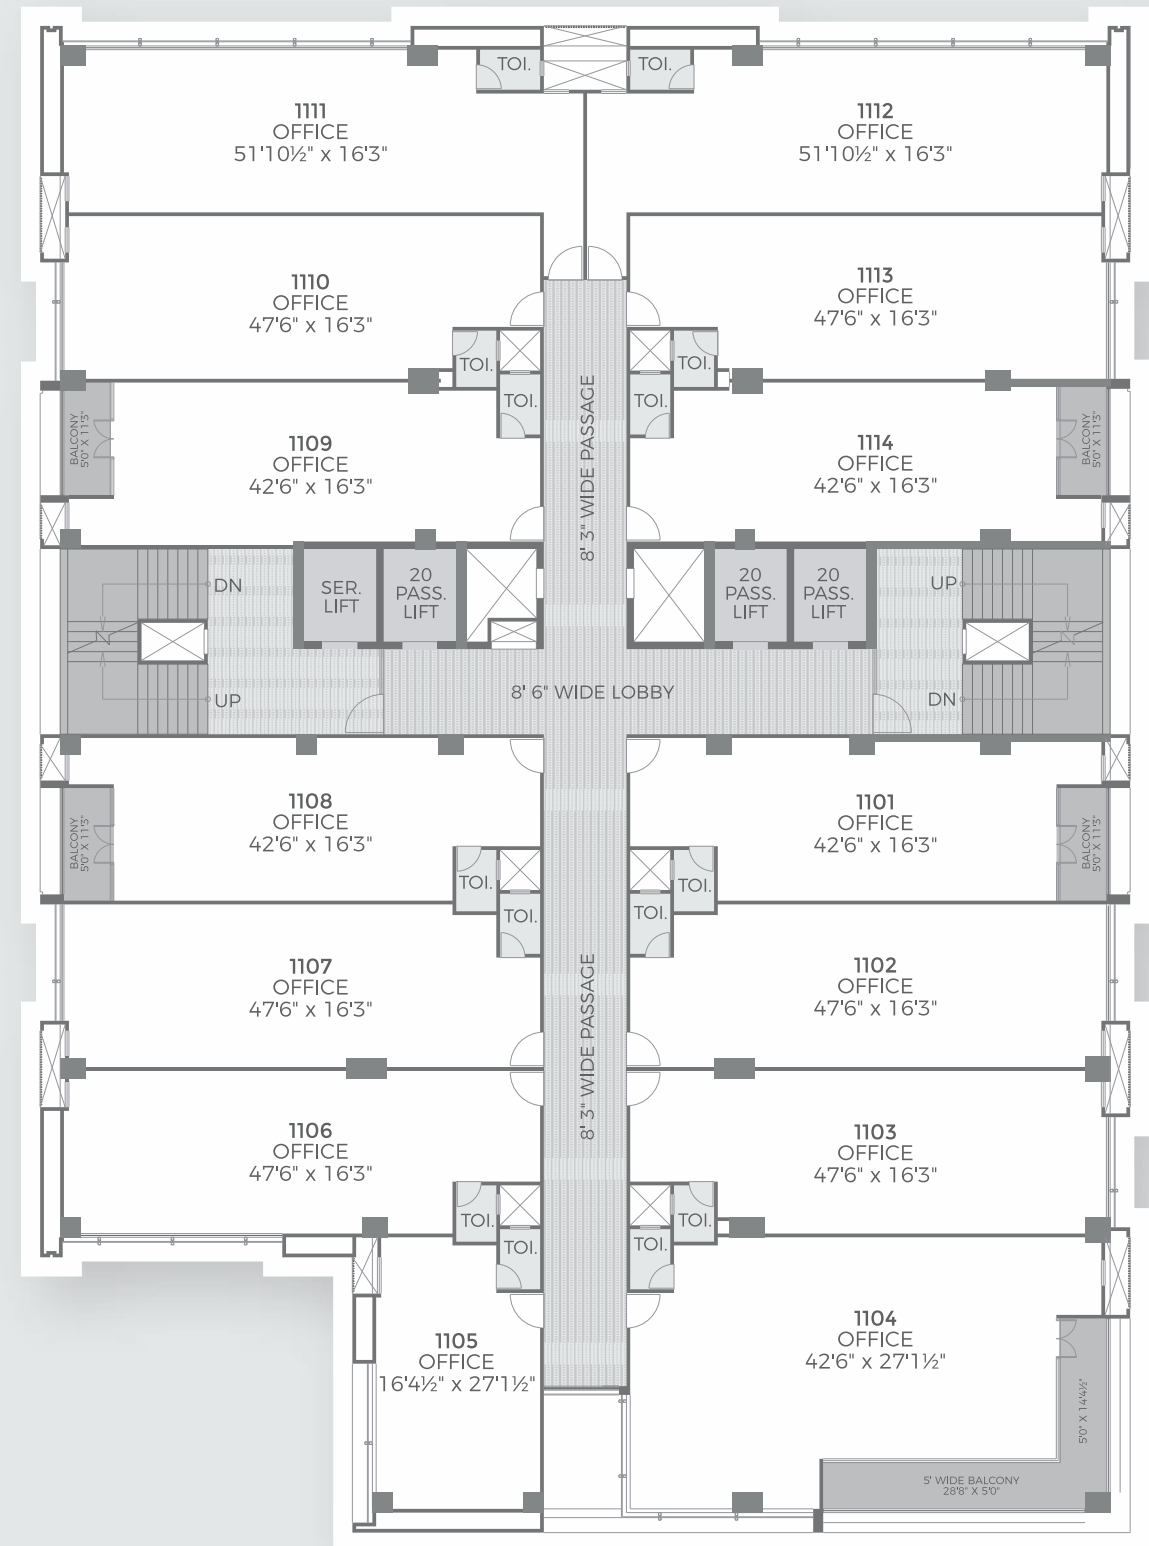 TOI.
TOI.
1111
OFFICE
51'10½" x 16'3"
1112
OFFICE
51'10½" x 16'3"
1110
OFFICE
47'6" x 16'3"
1113
OFFICE
47'6" x 16'3"
TOI.
TOI.
TOI.
TOI.
8' 3" WIDE PASSAGE
BALCONY
5'0" X 11'3"
1109
OFFICE
42'6" x 16'3"
1114
OFFICE
42'6" x 16'3"
BALCONY
5'0" X 11'3"
DN
UP
SER.
LIFT
20
PASS.
LIFT
20
PASS.
LIFT
20
PASS.
LIFT
UP
DN
8' 6" WIDE LOBBY
1108
OFFICE
42'6" x 16'3"
1101
OFFICE
42'6" x 16'3"
BALCONY
5'0" X 11'3"
BALCONY
5'0" X 11'3"
TOI.
TOI.
TOI.
TOI.
1107
OFFICE
47'6" x 16'3"
1102
OFFICE
47'6" x 16'3"
8' 3" WIDE PASSAGE
1106
OFFICE
47'6" x 16'3"
1103
OFFICE
47'6" x 16'3"
TOI.
TOI.
TOI.
TOI.
1105
OFFICE
16'4½" x 27'1½"
1104
OFFICE
42'6" x 27'1½"
5'0" X 14'4½"
5' WIDE BALCONY
28'8" X 5'0"